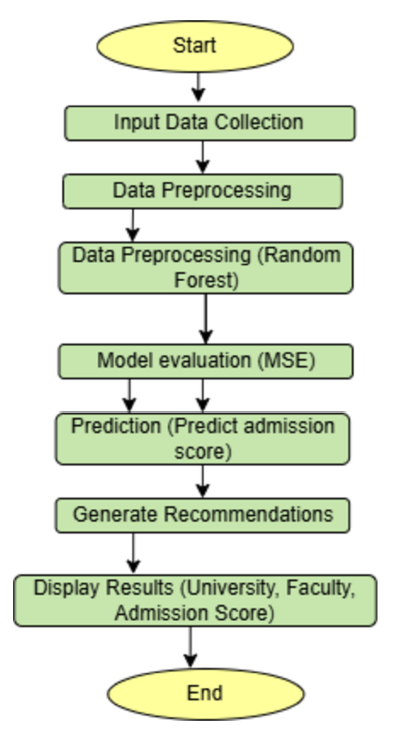 Start
Input Data Collection
Data Preprocessing
Data Preprocessing (Random
Forest)
Model evaluation (MSE)
Prediction (Predict admission
score)
Generate Recommendations
Display Results (University, Faculty,
Admission Score)
End